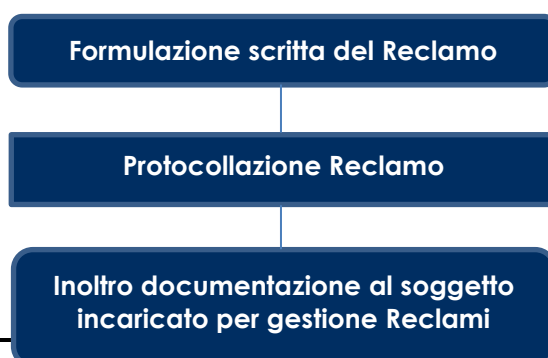 Formulazione scritta del Reclamo
Protocollazione Reclamo
Inoltro documentazione al soggetto
incaricato per gestione Reclami